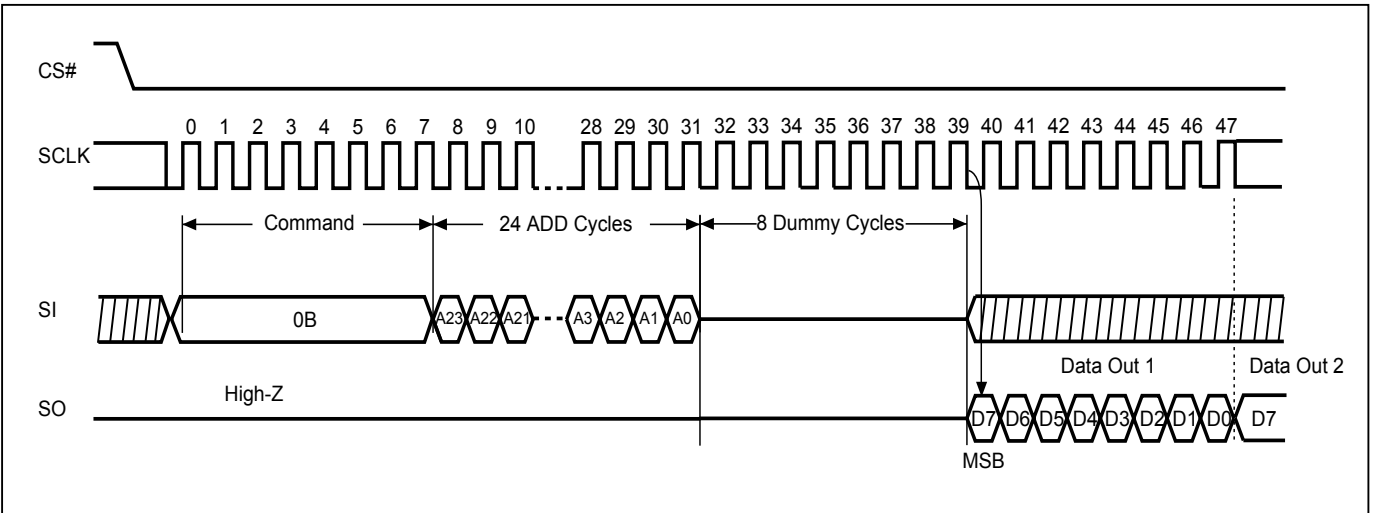 CS#
0 1 2 3 4 5 6 7 8 9 10 28 29 30 31 32 33 34 35 36 37 38 39 40 41 42 43 44 45 46 47
SCLK
Command 24 ADD Cycles 8 Dummy Cycles
SI 0B A23 A22 A21 A3 A2 A1 A0
Data Out 1 Data Out 2
High-Z
SO D7 D6 D5 D4 D3 D2 D1 D0 D7
MSB